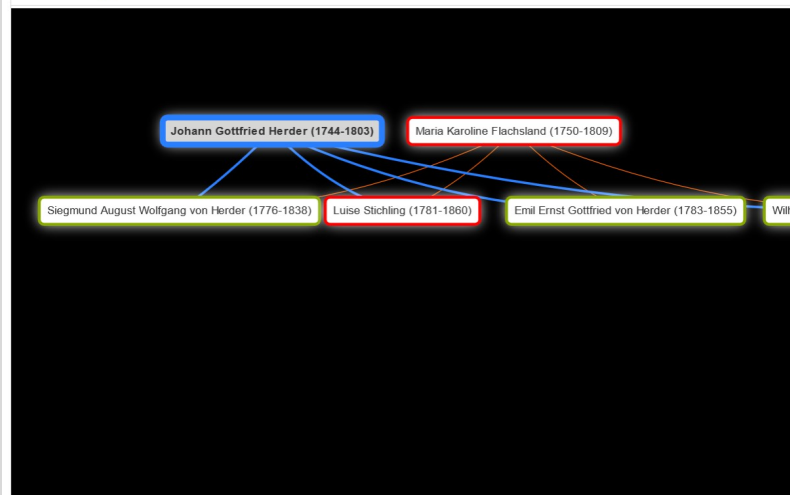 Johann Gottfried Herder (1744-1803)
Maria Karoline Flachsland (1750-1809)
Siegmund August Wolfgang von Herder (1776-1838)
Luise Stichling (1781-1860)
Emil Ernst Gottfried von Herder (1783-1855)